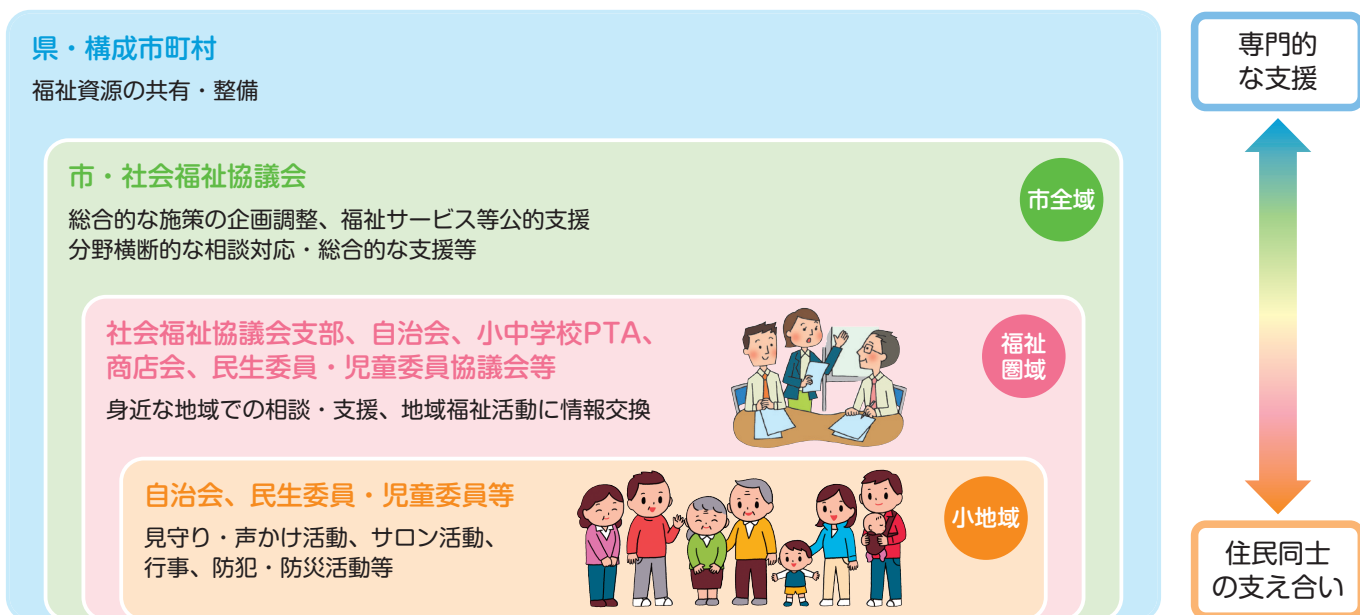 県・構成市町村
福祉資源の共有・整備
専門的
な支援
市・社会福祉協議会
総合的な施策の企画調整、福祉サービス等公的支援
分野横断的な相談対応・総合的な支援等
市全域
社会福祉協議会支部、自治会、小中学校PTA、
商店会、民生委員・児童委員協議会等
身近な地域での相談・支援、地域福祉活動に情報交換
福祉
圏域
自治会、民生委員・児童委員等
見守り・声かけ活動、サロン活動、
行事、防犯・防災活動等
小地域
住民同士
の支え合い